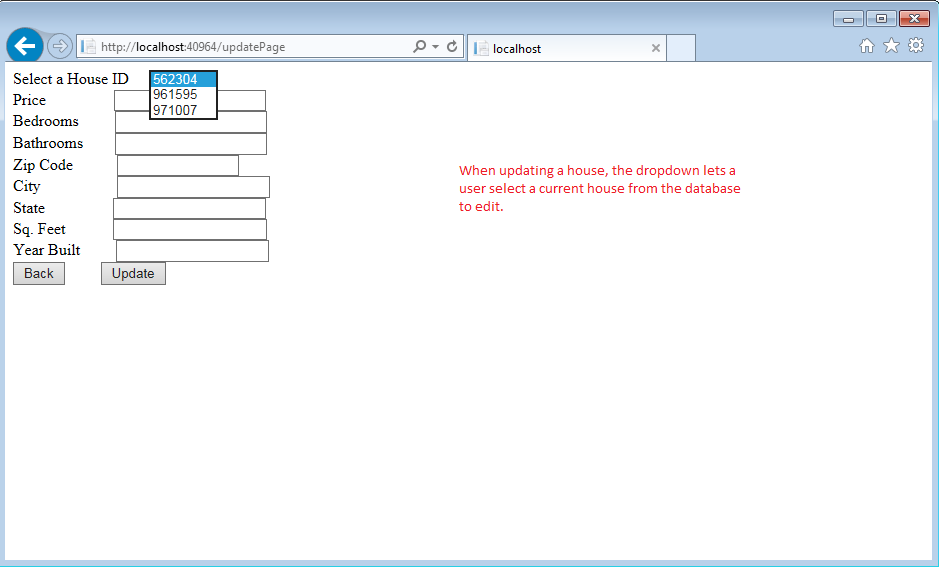 http://localhost:40964/updatePage
localhost
Select a House ID
562304
961595
971007
Price
Bedrooms
Bathrooms
Zip Code
City
State
Sq. Feet
Year Built
Back
Update
When updating a house, the dropdown lets a
user select a current house from the database
to edit.